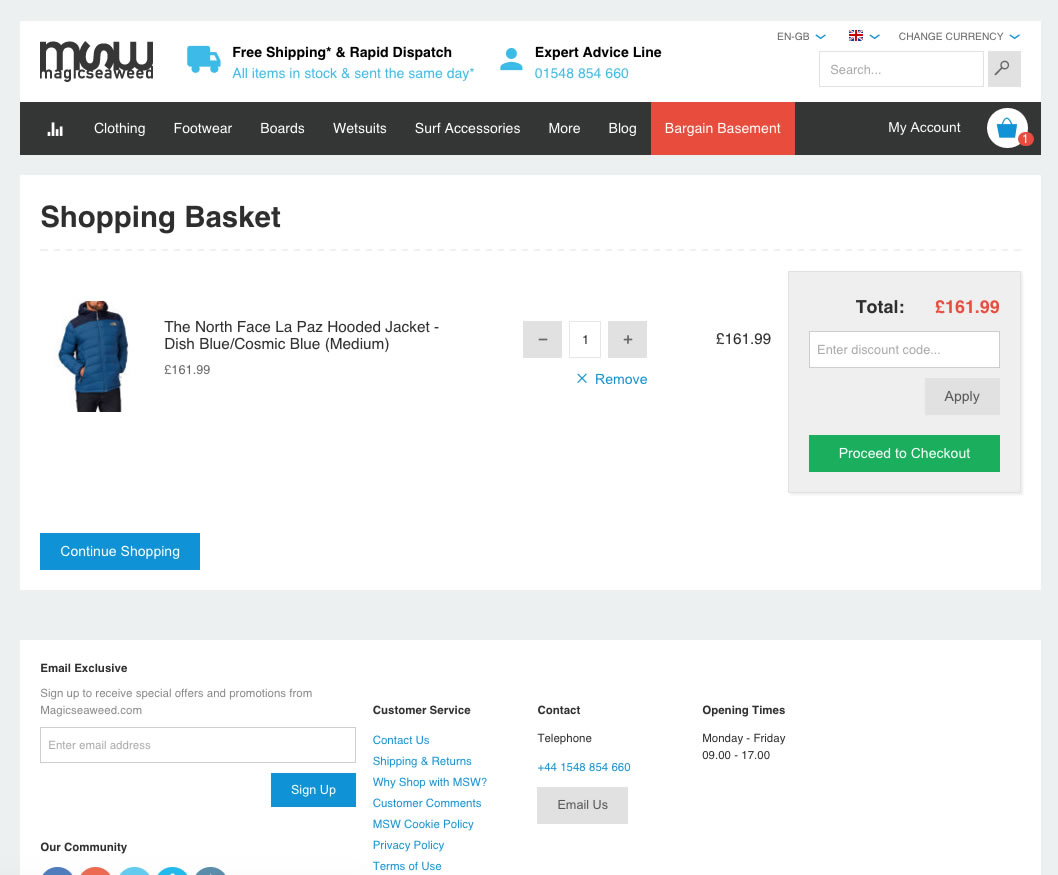 msw
magicseaweed
Free Shipping* & Rapid Dispatch
All items in stock & sent the same day*
Expert Advice Line
01548 854 660
EN-GB
CHANGE CURRENCY
Search...
Clothing
Footwear
Boards
Wetsuits
Surf Accessories
More
Blog
Bargain Basement
My Account
1
Shopping Basket
The North Face La Paz Hooded Jacket -
Dish Blue/Cosmic Blue (Medium)
£161.99
−
1
+
× Remove
£161.99
Total: £161.99
Enter discount code...
Apply
Proceed to Checkout
Continue Shopping
Email Exclusive
Sign up to receive special offers and promotions from
Magicseaweed.com
Enter email address
Sign Up
Our Community
Customer Service
Contact Us
Shipping & Returns
Why Shop with MSW?
Customer Comments
MSW Cookie Policy
Privacy Policy
Terms of Use
Contact
Telephone
+44 1548 854 660
Email Us
Opening Times
Monday - Friday
09.00 - 17.00